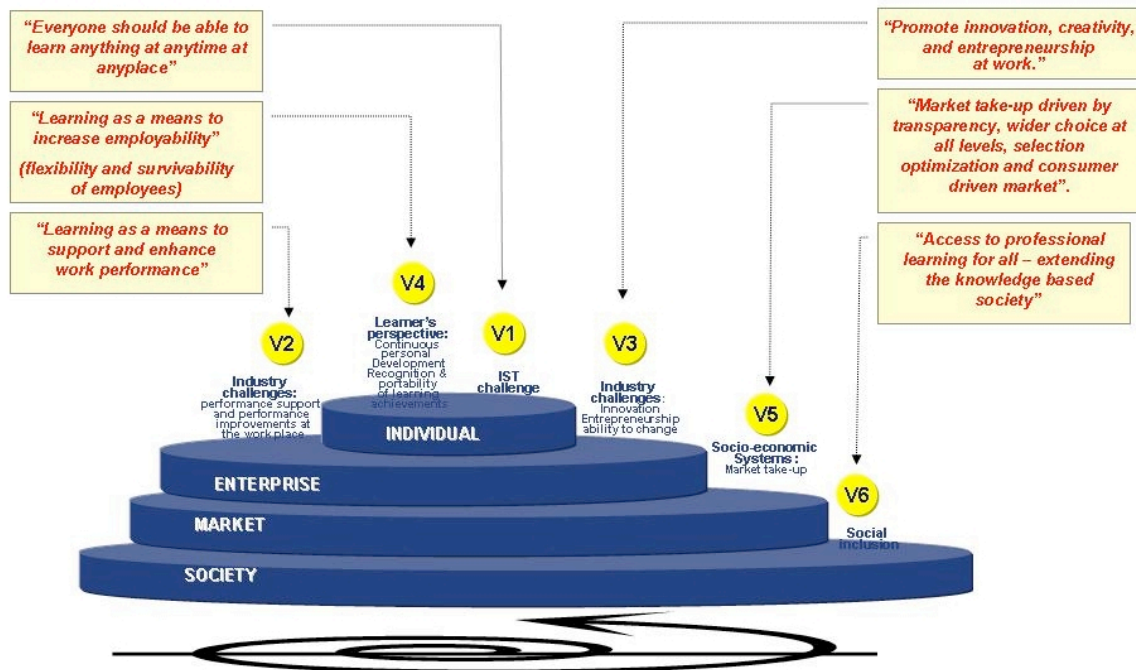 “Everyone should be able to
learn anything at anytime at
anyplace”
“Learning as a means to
increase employability”
(flexibility and survivability
of employees)
“Learning as a means to
support and enhance
work performance”
“Promote innovation, creativity,
and entrepreneurship
at work.”
“Market take-up driven by
transparency, wider choice at
all levels, selection
optimization and consumer
driven market”.
“Access to professional
learning for all – extending
the knowledge based
society”
V2
Industry
challenges:
performance support
and performance
improvements at
the work place
V4
Learner's
perspective:
Continuous
personal
Development
Recognition &
portability
of learning
achievements
V1
IST
challenge
V3
Industry
challenges:
Innovation
Entrepreneurship
ability to change
V5
Socio-economic
Systems :
Market take-up
V6
Social
Inclusion
INDIVIDUAL
ENTERPRISE
MARKET
SOCIETY